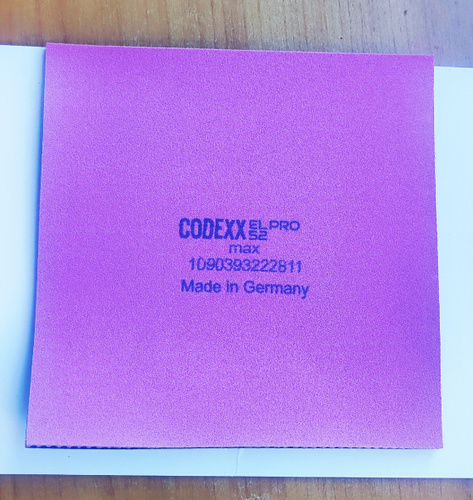 CODEXX EL PRO 52
max
1090393222811
Made in Germany